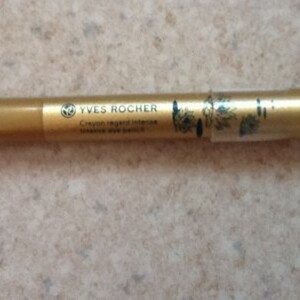 YVES ROCHER
Crayon regard intense
Intense eye pencil